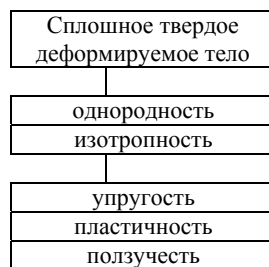 Сплошное твердое
деформируемое тело
однородность
изотропность
упругость
пластичность
ползучесть